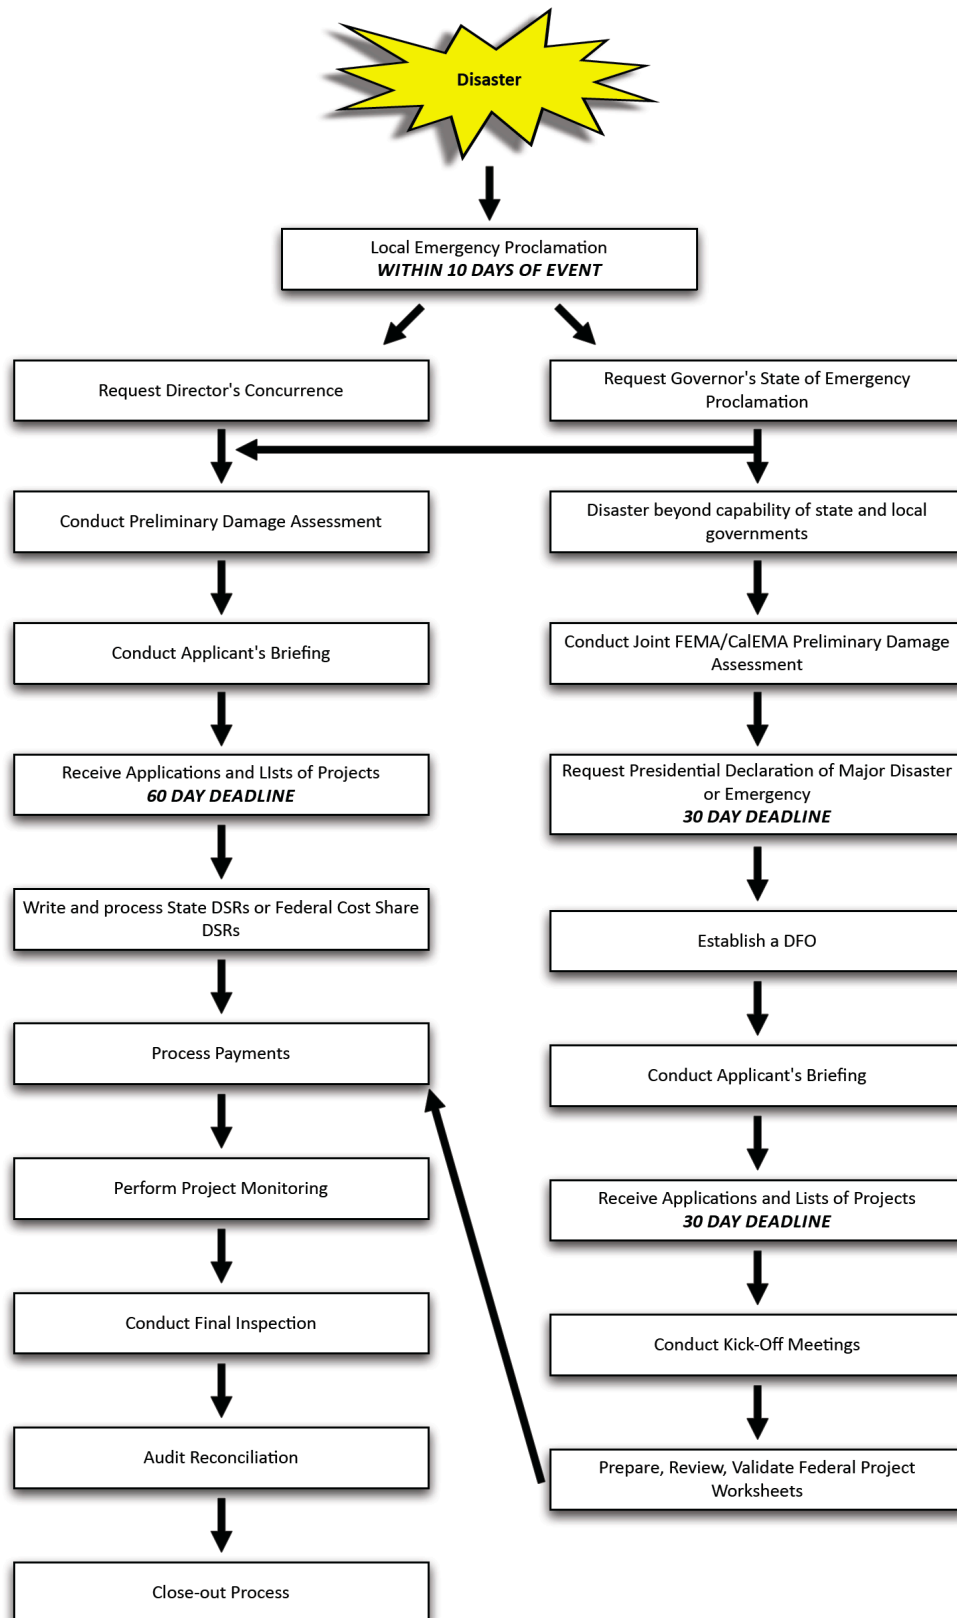 Disaster
Local Emergency Proclamation
WITHIN 10 DAYS OF EVENT
Request Director's Concurrence
Request Governor's State of Emergency
Proclamation
Conduct Preliminary Damage Assessment
Disaster beyond capability of state and local
governments
Conduct Applicant's Briefing
Conduct Joint FEMA/CalEMA Preliminary Damage
Assessment
Receive Applications and LIsts of Projects
60 DAY DEADLINE
Request Presidential Declaration of Major Disaster
or Emergency
30 DAY DEADLINE
Write and process State DSRs or Federal Cost Share
DSRs
Establish a DFO
Process Payments
Conduct Applicant's Briefing
Perform Project Monitoring
Receive Applications and Lists of Projects
30 DAY DEADLINE
Conduct Final Inspection
Conduct Kick-Off Meetings
Audit Reconciliation
Prepare, Review, Validate Federal Project
Worksheets
Close-out Process